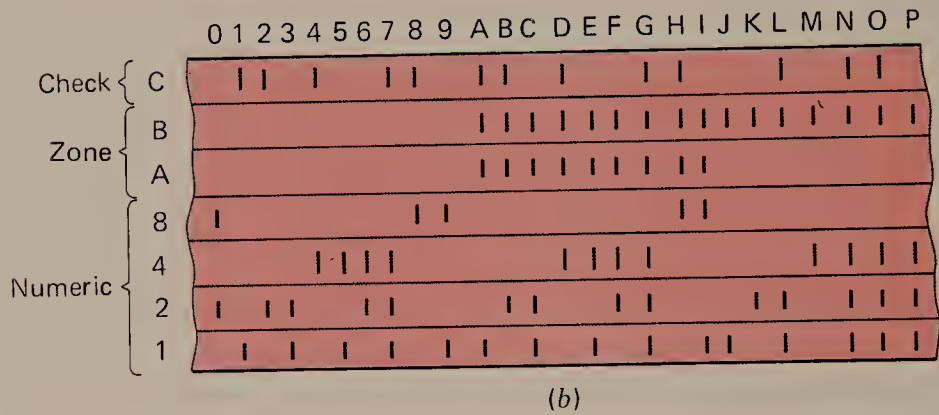 0 1 2 3 4 5 6 7 8 9 A B C D E F G H I J K L M N O P
Check { C
Zone { B
A
Numeric { 8
4
2
1
(b)